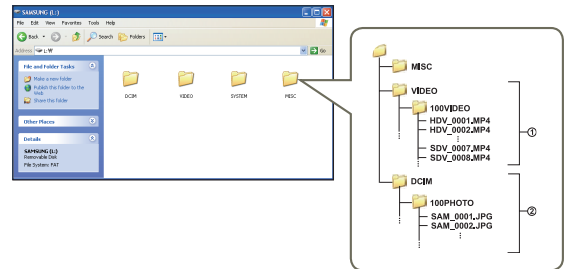 SAMSUNG (L:)
File Edit View Favorites Tools Help
Back Search Folders
Address L:\ Go
File and Folder Tasks
Make a new folder
Publish this folder to the Web
Share this folder
Other Places
Details
SAMSUNG (L:)
Removable Disk
File System: FAT
DCIM VIDEO SYSTEM MISC
MISC
VIDEO
100VIDEO
HDV_0001.MP4
HDV_0002.MP4
SDV_0007.MP4
SDV_0008.MP4
①
DCIM
100PHOTO
SAM_0001.JPG
SAM_0002.JPG
②